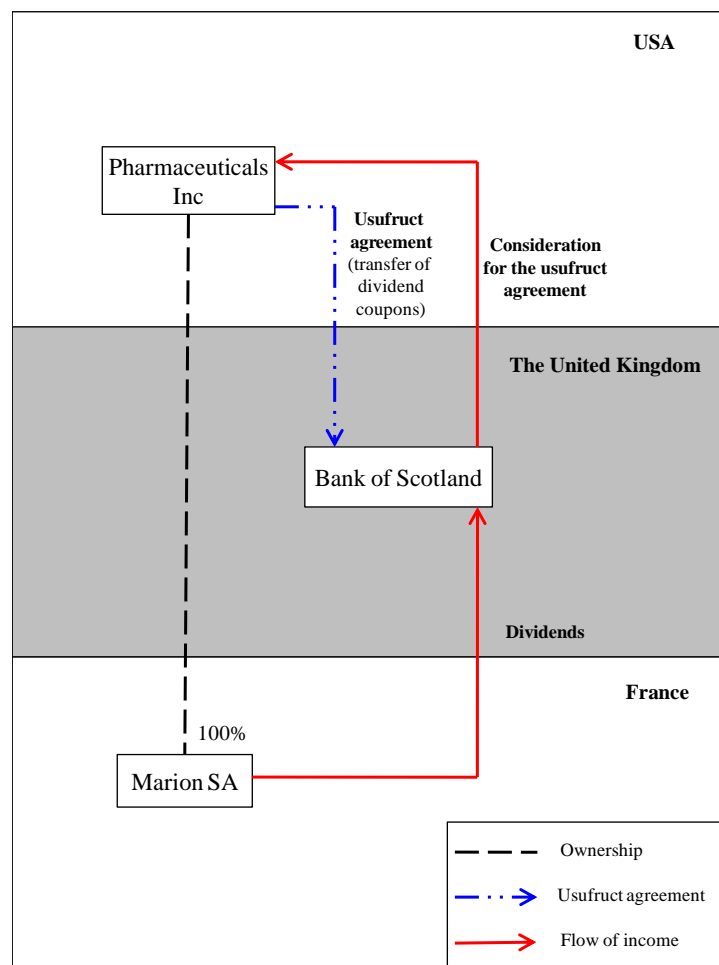 USA
Pharmaceuticals
Inc
Usufruct
agreement
(transfer of
dividend
coupons)
Consideration
for the usufruct
agreement
The United Kingdom
Bank of Scotland
Dividends
France
100%
Marion SA
Ownership
Usufruct agreement
Flow of income